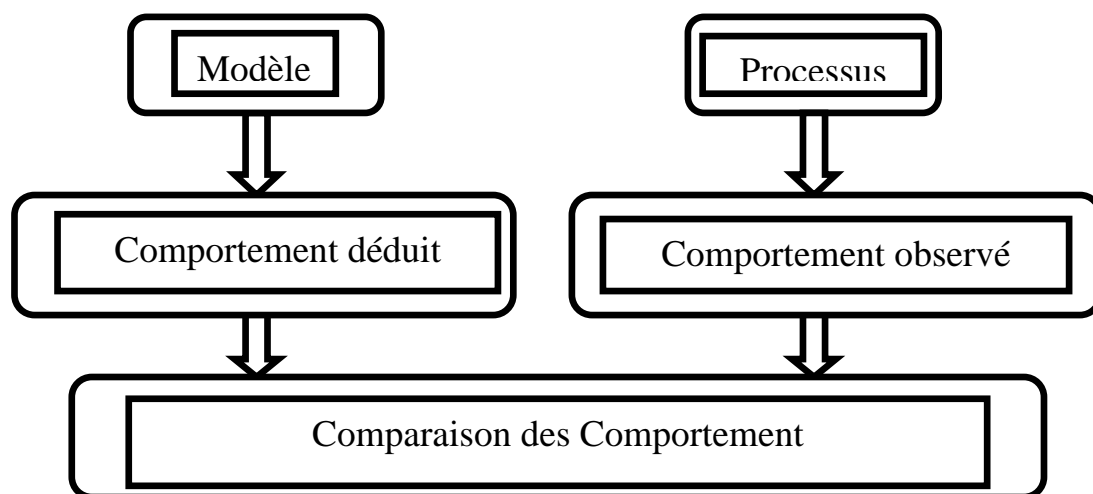 Modèle
Processus
Comportement déduit
Comportement observé
Comparaison des Comportement